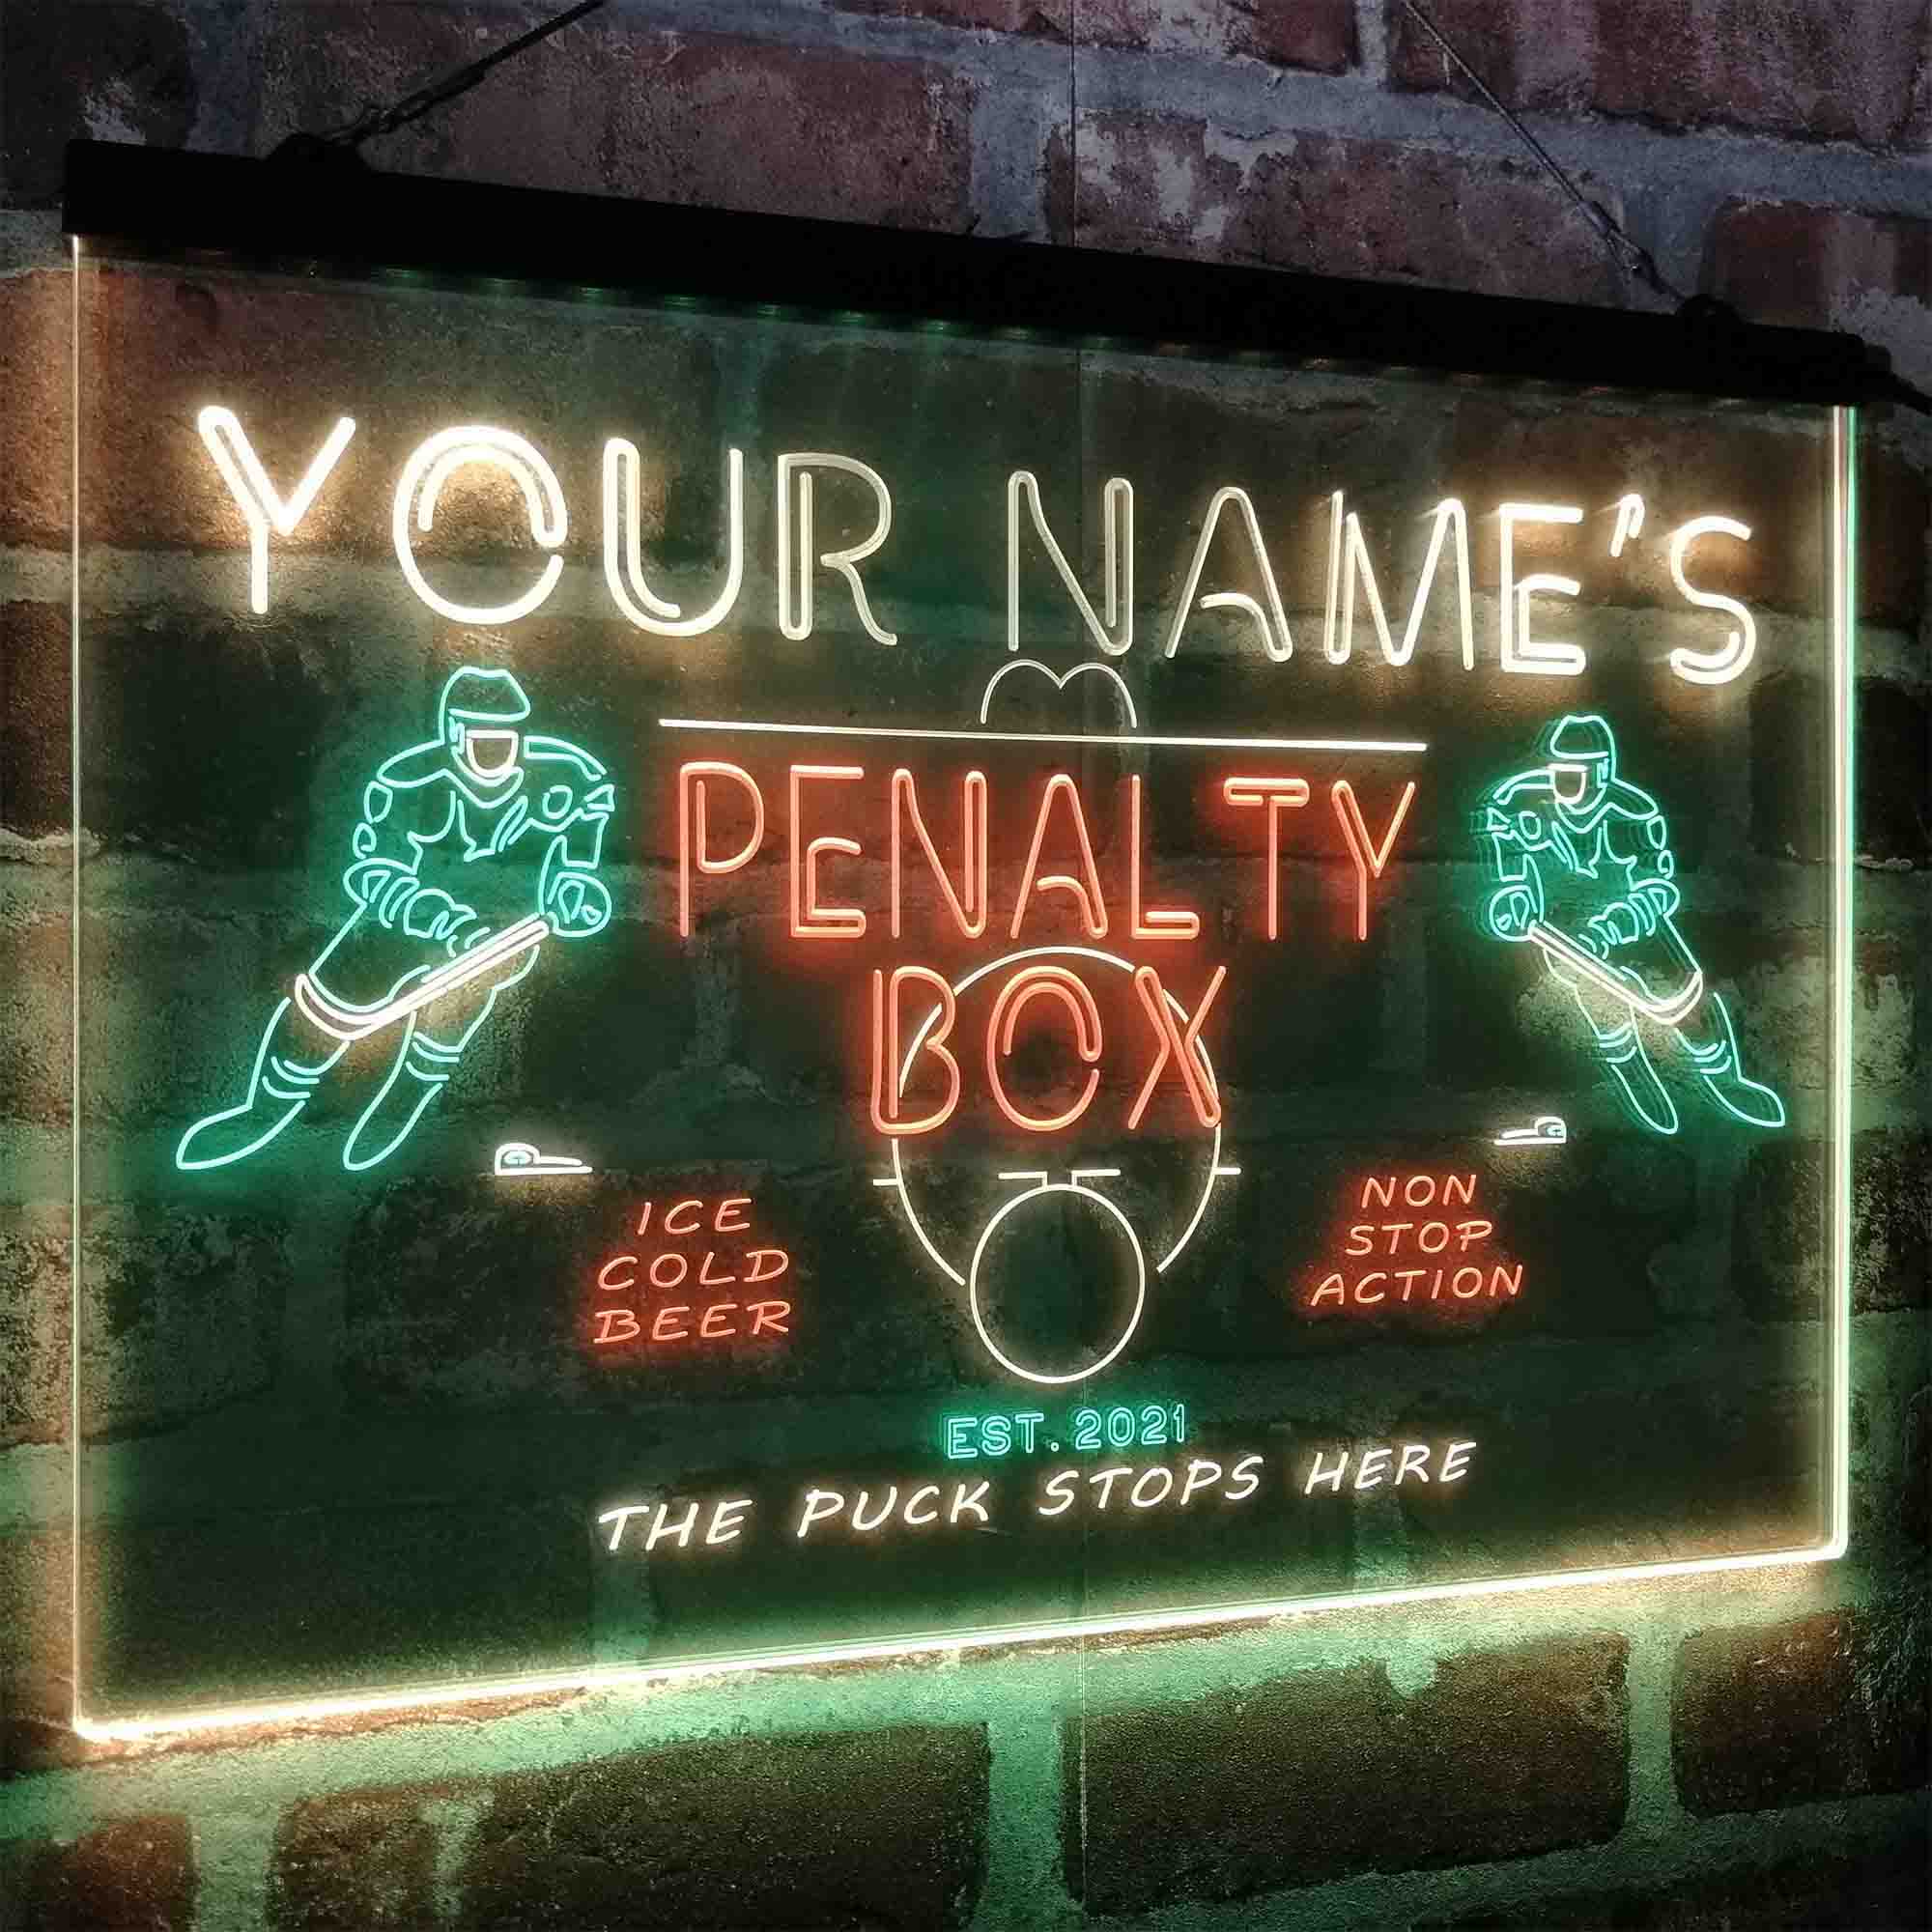 YOUR NAME'S
PENALTY
BOX
ICE
COLD
BEER
NON
STOP
ACTION
EST. 2021
THE PUCK STOPS HERE